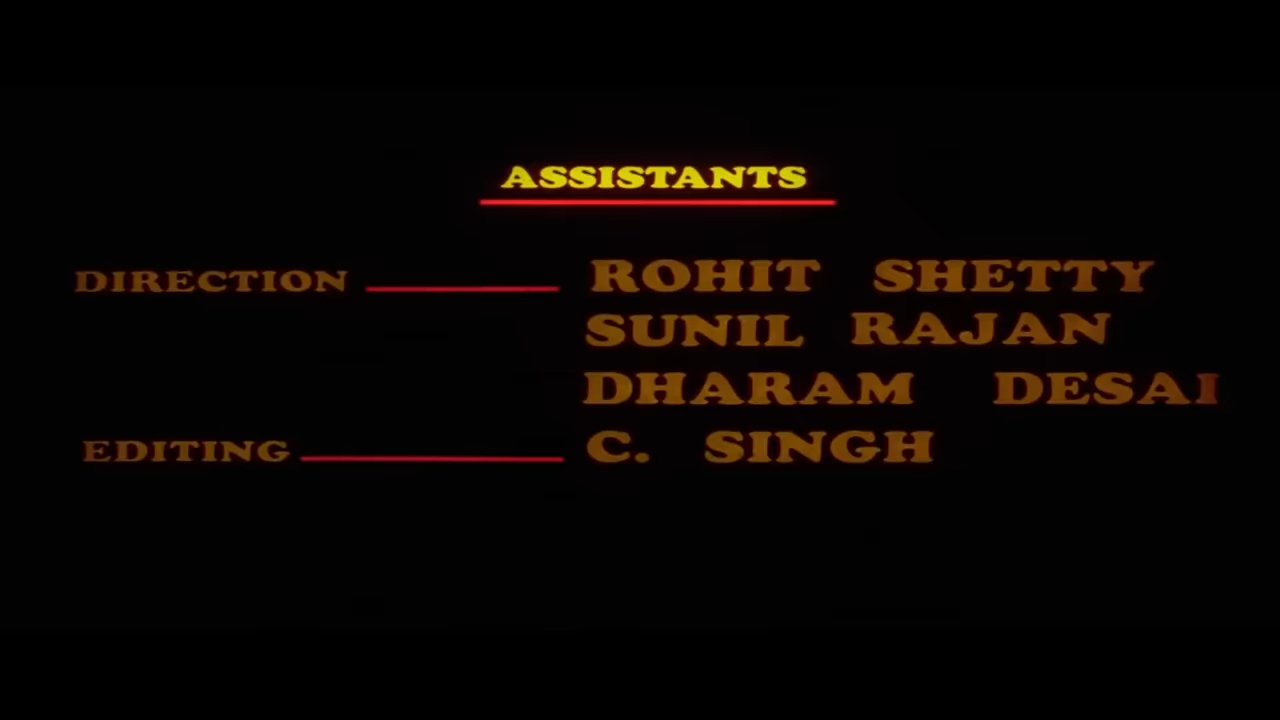 ASSISTANTS
DIRECTION ROHIT SHETTY
SUNIL RAJAN
DHARAM DESAI
EDITING C. SINGH